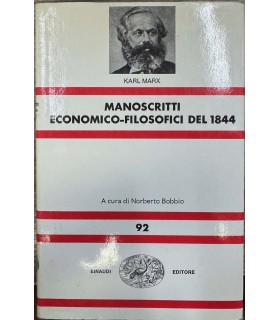 KARL MARX
MANOSCRITTI
ECONOMICO-FILOSOFICI DEL 1844
A cura di Norberto Bobbio
92
EINAUDI EDITORE